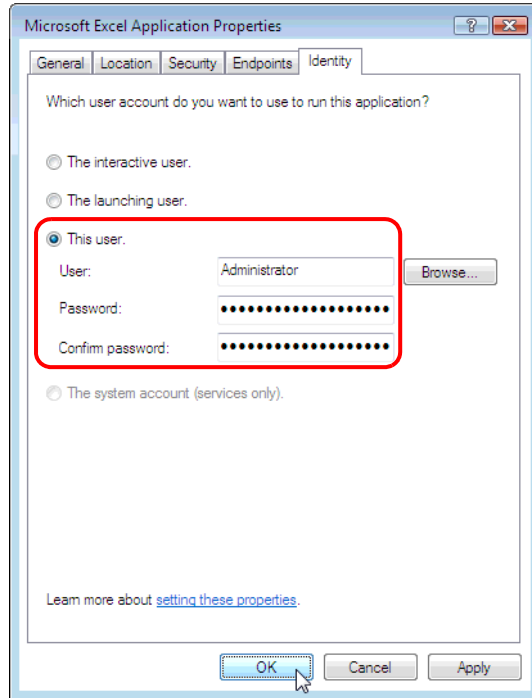 Microsoft Excel Application Properties
General Location Security Endpoints Identity
Which user account do you want to use to run this application?
The interactive user.
The launching user.
This user.
User: Administrator Browse...
Password: •••••••••••••••••••
Confirm password: •••••••••••••••••••
The system account (services only).
Learn more about setting these properties.
OK Cancel Apply